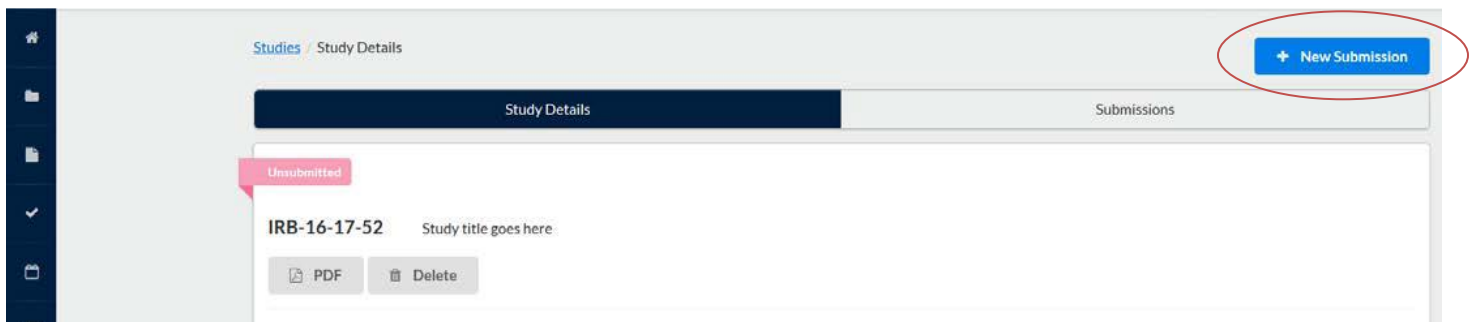 Studies / Study Details
+ New Submission
Study Details
Submissions
Unsubmitted
IRB-16-17-52 Study title goes here
PDF Delete